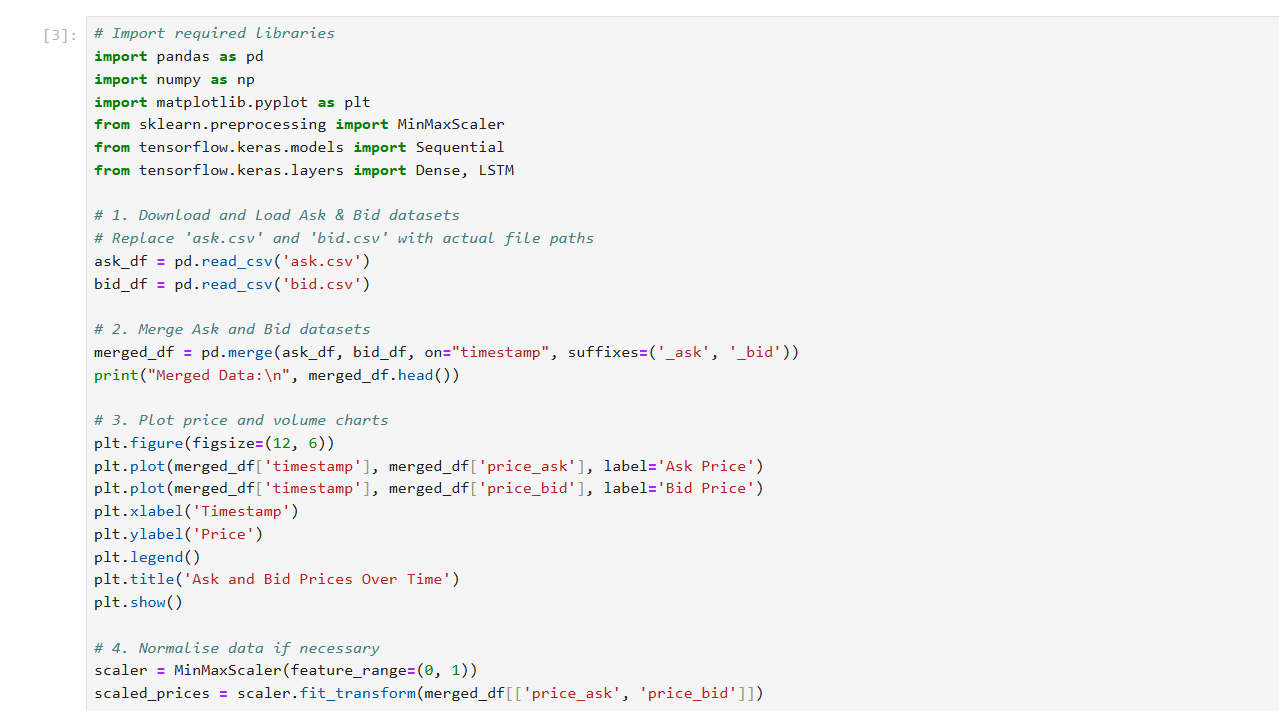 [3]:
# Import required libraries
import pandas as pd
import numpy as np
import matplotlib.pyplot as plt
from sklearn.preprocessing import MinMaxScaler
from tensorflow.keras.models import Sequential
from tensorflow.keras.layers import Dense, LSTM

# 1. Download and Load Ask & Bid datasets
# Replace 'ask.csv' and 'bid.csv' with actual file paths
ask_df = pd.read_csv('ask.csv')
bid_df = pd.read_csv('bid.csv')

# 2. Merge Ask and Bid datasets
merged_df = pd.merge(ask_df, bid_df, on="timestamp", suffixes=('_ask', '_bid'))
print("Merged Data:\n", merged_df.head())

# 3. Plot price and volume charts
plt.figure(figsize=(12, 6))
plt.plot(merged_df['timestamp'], merged_df['price_ask'], label='Ask Price')
plt.plot(merged_df['timestamp'], merged_df['price_bid'], label='Bid Price')
plt.xlabel('Timestamp')
plt.ylabel('Price')
plt.legend()
plt.title('Ask and Bid Prices Over Time')
plt.show()

# 4. Normalise data if necessary
scaler = MinMaxScaler(feature_range=(0, 1))
scaled_prices = scaler.fit_transform(merged_df[['price_ask', 'price_bid']])